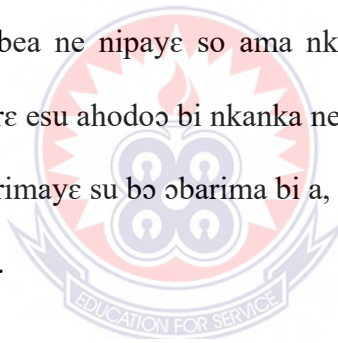 bea ne nipayɛ so ama nk
rɛ esu ahodoɔ bi nkanka ne
rimayɛ su bɔ ɔbarima bi a,
.
EDUCATION FOR SERVICE